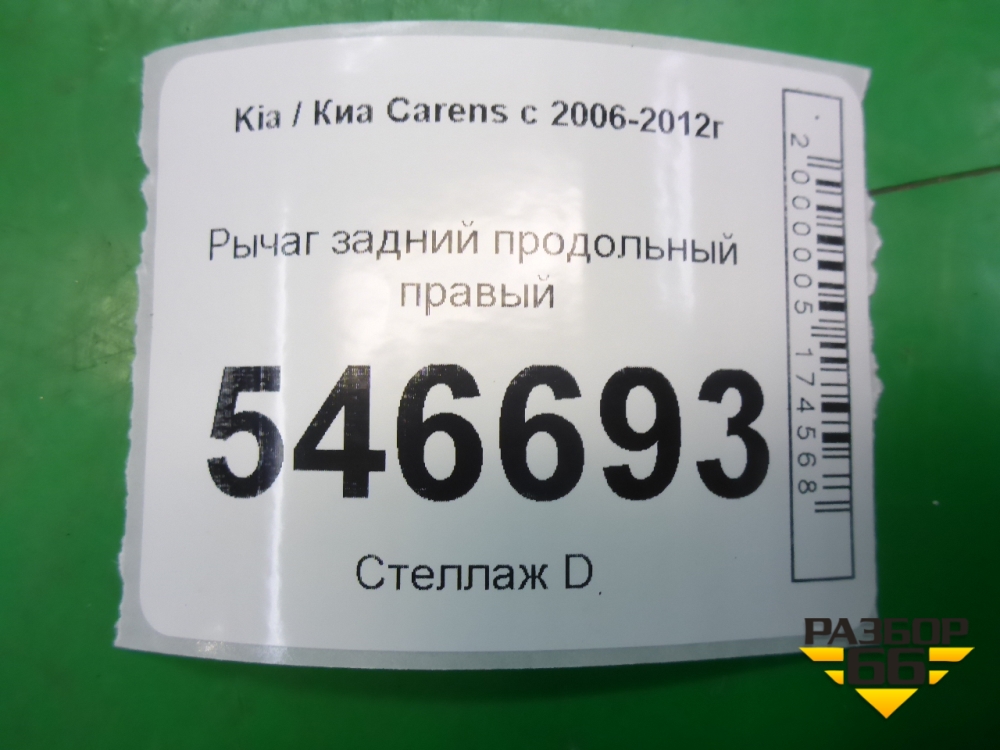 Kia / Киа Carens с 2006-2012г
Рычаг задний продольный
правый
546693
Стеллаж D
2000005174568
РАЗБОР
66